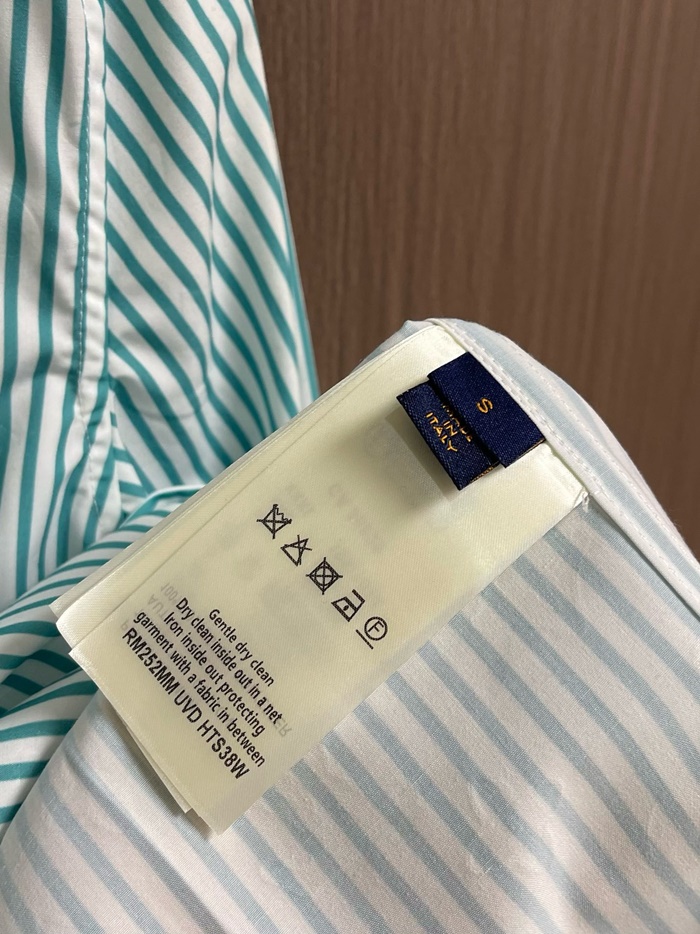 S
IN
ITALY
F
Gentle dry clean
Dry clean inside out in a net
Iron inside out protecting
garment with a fabric in between
RM252MM UVD HTS38W